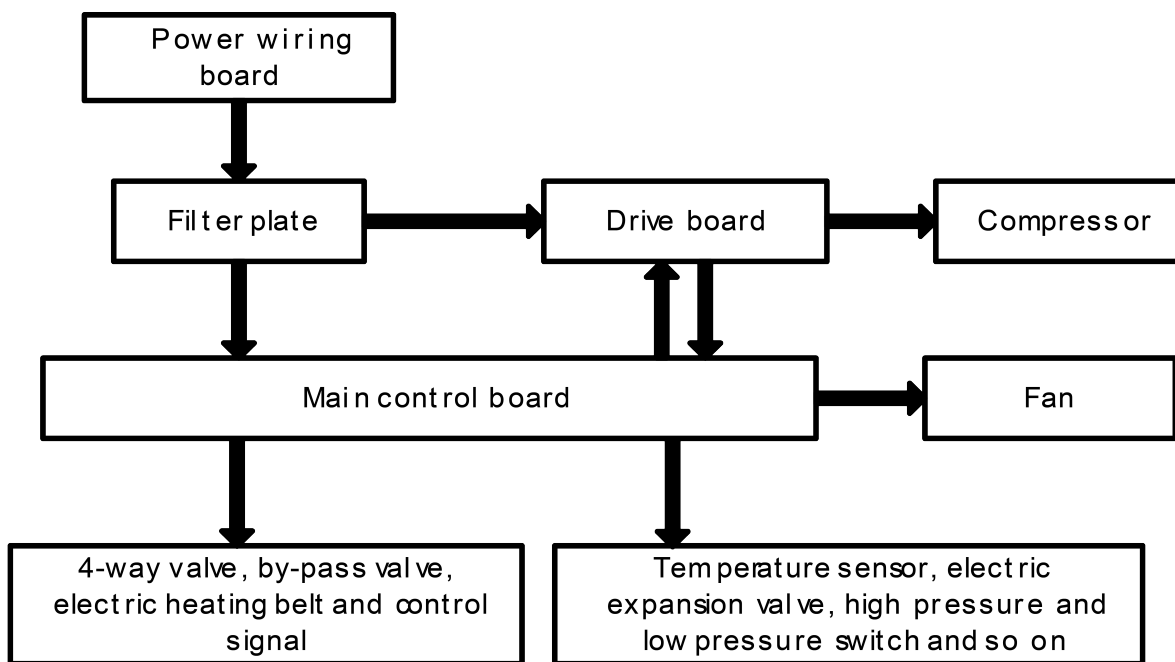 Power wiring
board
Filter plate
Drive board
Compressor
Main control board
Fan
4-way valve, by-pass valve,
electric heating belt and control
signal
Temperature sensor, electric
expansion valve, high pressure and
low pressure switch and so on